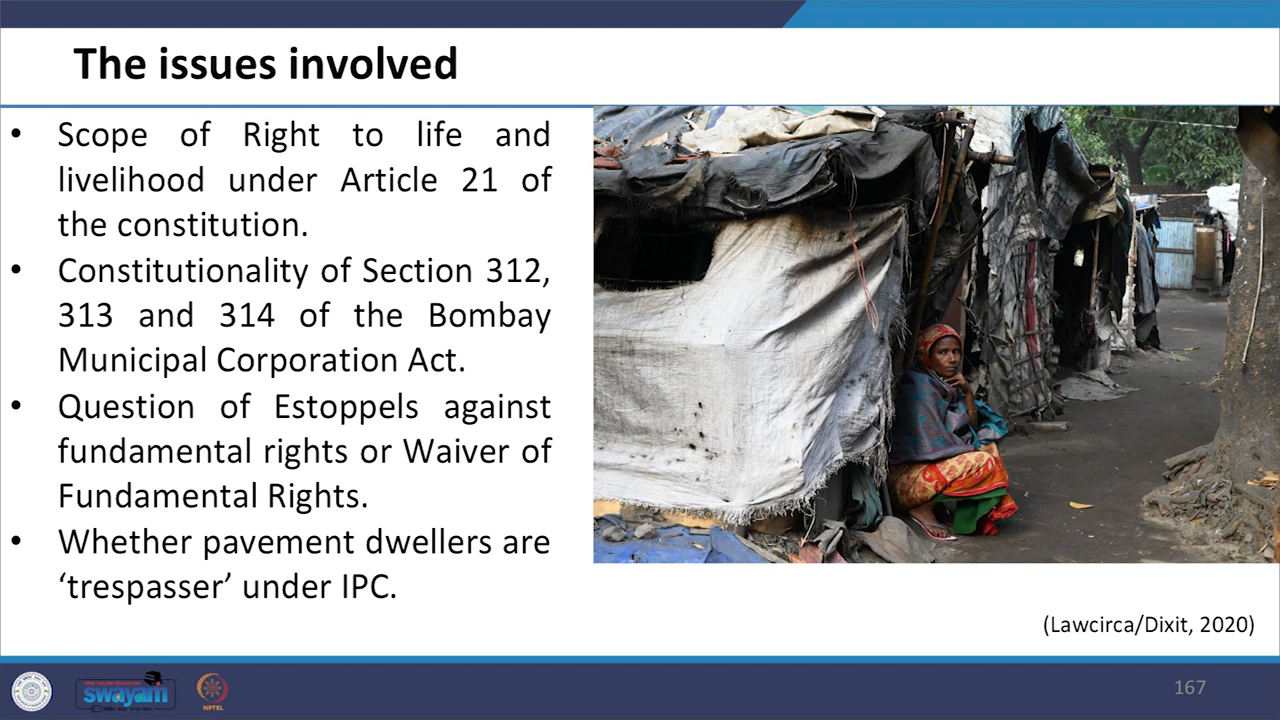 The issues involved
• Scope of Right to life and
livelihood under Article 21 of
the constitution.
• Constitutionality of Section 312,
313 and 314 of the Bombay
Municipal Corporation Act.
• Question of Estoppels against
fundamental rights or Waiver of
Fundamental Rights.
• Whether pavement dwellers are
‘trespasser’ under IPC.
(Lawcirca/Dixit, 2020)
swayam
NPTEL
167